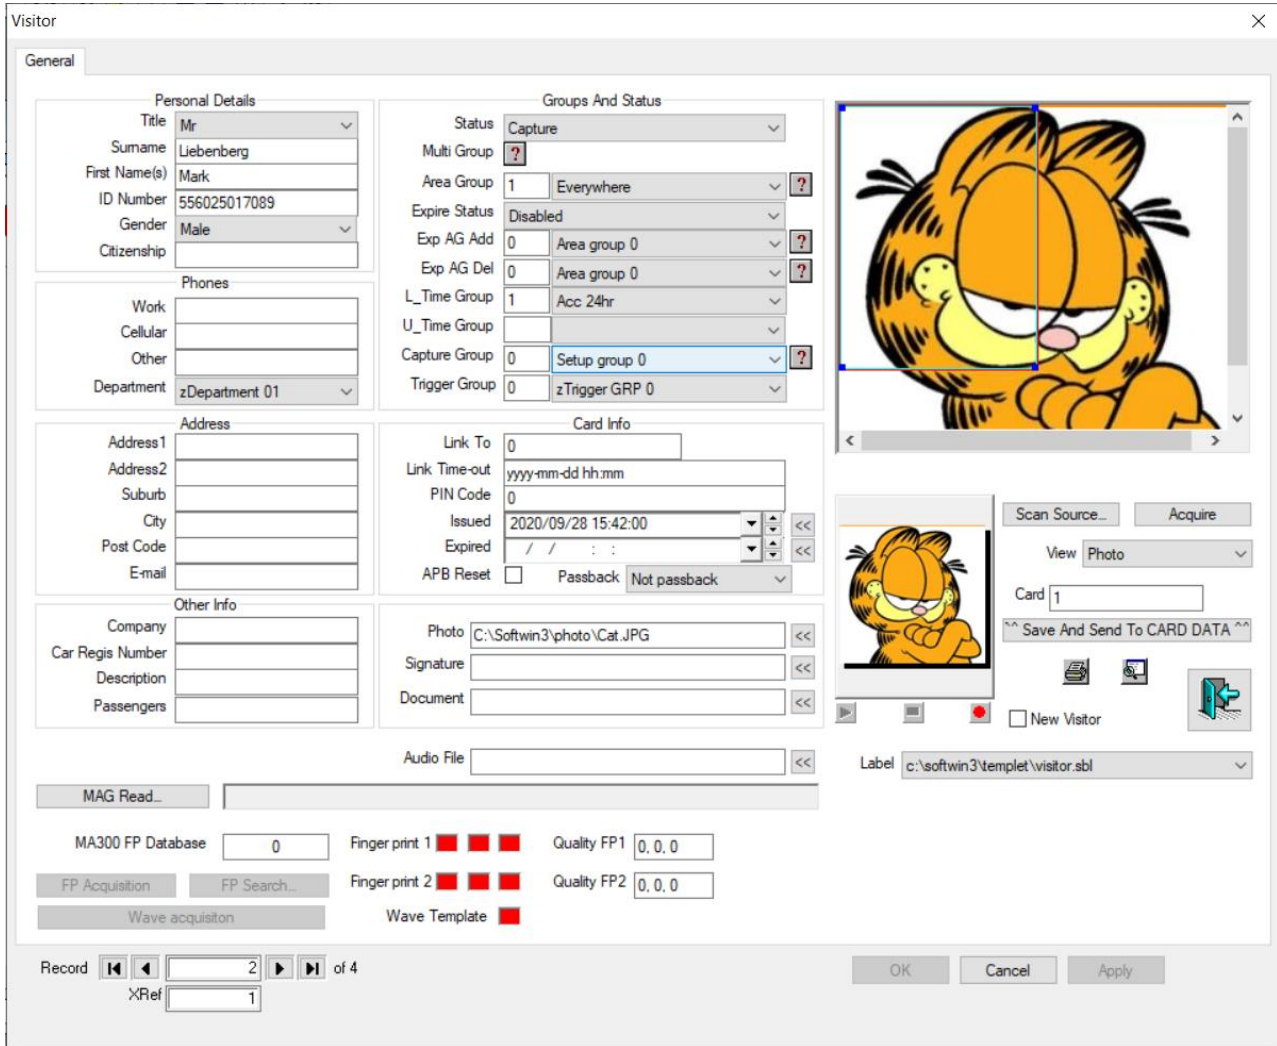 Visitor
General
Personal Details
Title Mr
Surname Liebenberg
First Name(s) Mark
ID Number 556025017089
Gender Male
Citizenship
Phones
Work
Cellular
Other
Department zDepartment 01
Address
Address1
Address2
Suburb
City
Post Code
E-mail
Other Info
Company
Car Regis Number
Description
Passengers
Groups And Status
Status Capture
Multi Group ?
Area Group 1 Everywhere ?
Expire Status Disabled
Exp AG Add 0 Area group 0 ?
Exp AG Del 0 Area group 0 ?
L_Time Group 1 Acc 24hr
U_Time Group
Capture Group 0 Setup group 0 ?
Trigger Group 0 zTrigger GRP 0
Card Info
Link To 0
Link Time-out yyyy-mm-dd hh:mm
PIN Code 0
Issued 2020/09/28 15:42:00 <<
Expired / / : : <<
APB Reset Passback Not passback
Photo C:\Softwin3\photo\Cat.JPG <<
Signature <<
Document <<
Audio File <<
Scan Source... Acquire
View Photo
Card 1
^^ Save And Send To CARD DATA ^^
New Visitor
Label c:\softwin3\templet\visitor.sbl
MAG Read...
MA300 FP Database 0
Finger print 1 Quality FP1 0, 0, 0
FP Acquisition FP Search...
Finger print 2 Quality FP2 0, 0, 0
Wave acquisiton
Wave Template
Record 2 of 4
XRef 1
OK Cancel Apply